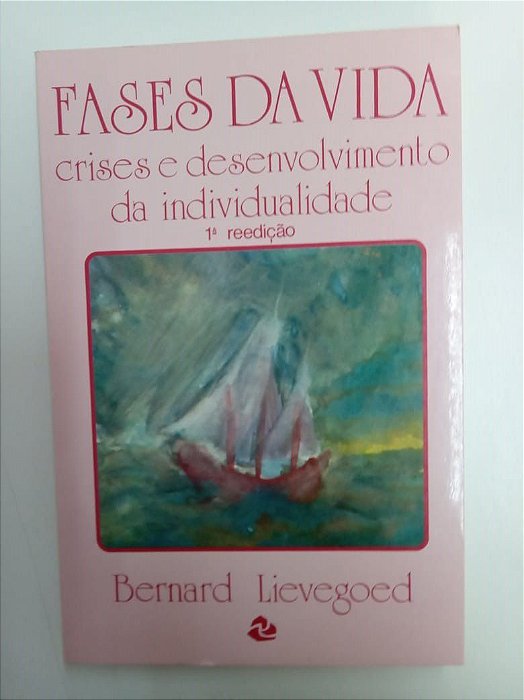 FASES DA VIDA
crises e desenvolvimento
da individualidade
1ª reedição
Bernard Lievegoed